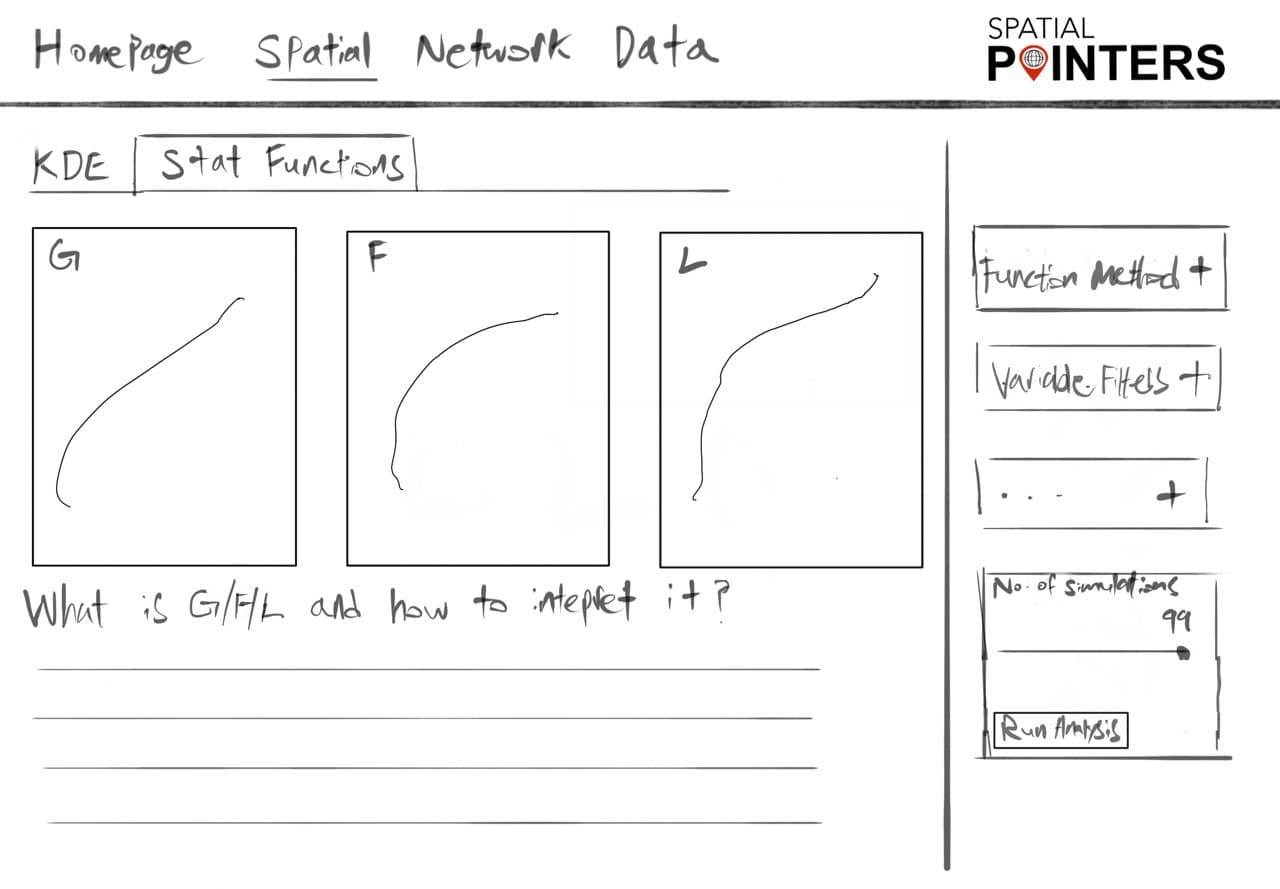 Homepage Spatial Network Data
SPATIAL
POINTERS
KDE Stat Functions
G
F
L
What is G/F/L and how to intepret it?
Function Method +
Variable Filters +
... +
No. of simulations
99
Run Analysis